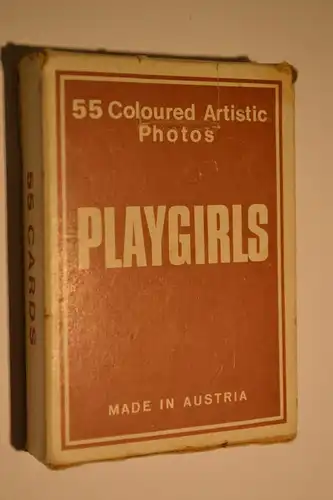 55 Coloured Artistic
Photos
PLAYGIRLS
MADE IN AUSTRIA
55 CARDS